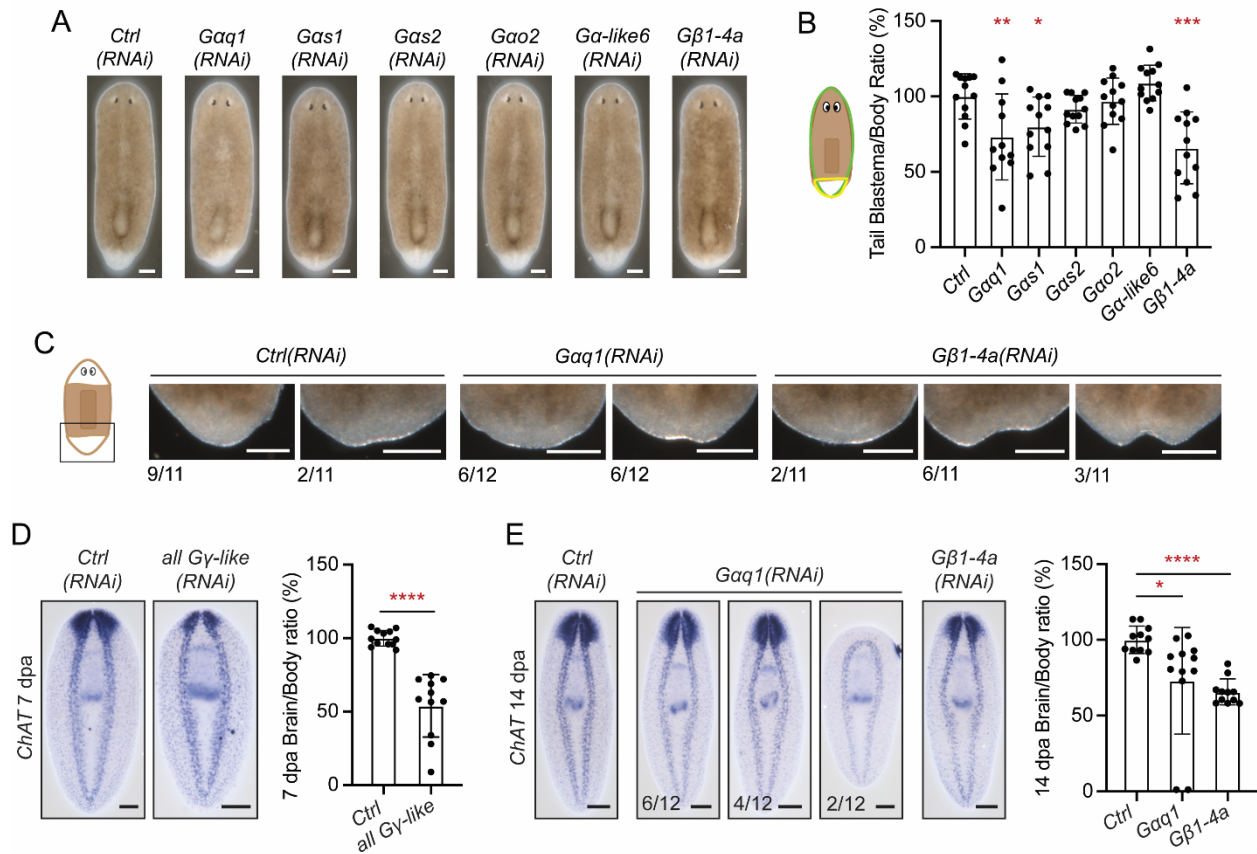 A
Ctrl
(RNAi)
Gαq1
(RNAi)
Gαs1
(RNAi)
Gαs2
(RNAi)
Gαo2
(RNAi)
Gα-like6
(RNAi)
Gβ1-4a
(RNAi)
B
Tail Blastema/Body Ratio (%)
150
100
50
0
** * ***
Ctrl
Gαq1
Gαs1
Gαs2
Gαo2
Gα-like6
Gβ1-4a
C
Ctrl(RNAi)
Gαq1(RNAi)
Gβ1-4a(RNAi)
9/11 2/11 6/12 6/12 2/11 6/11 3/11
D
ChAT 7 dpa
Ctrl
(RNAi)
all Gγ-like
(RNAi)
7 dpa Brain/Body ratio (%)
150
100
50
0
****
Ctrl
all Gγ-like
E
ChAT 14 dpa
Ctrl
(RNAi)
Gαq1(RNAi)
Gβ1-4a
(RNAi)
6/12 4/12 2/12
14 dpa Brain/Body ratio (%)
150
100
50
0
****
*
Ctrl
Gαq1
Gβ1-4a